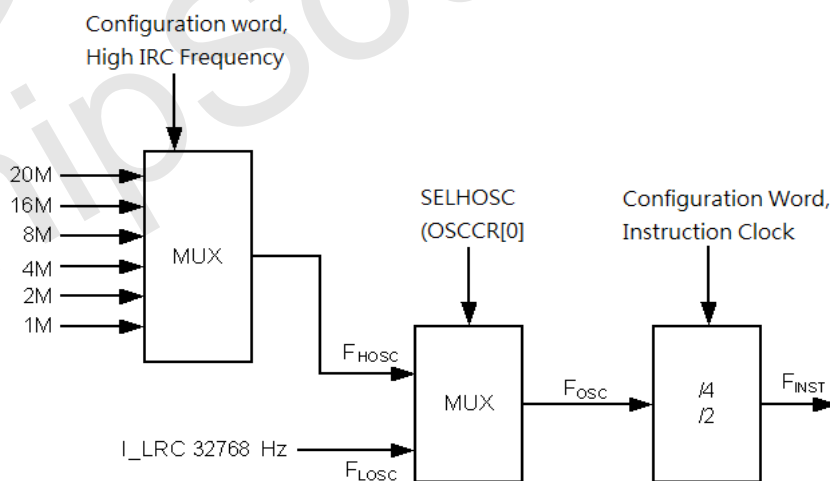 Configuration word,
High IRC Frequency
20M
16M
8M
4M
2M
1M
MUX
SELHOSC
(OSCCR[0]
Configuration Word,
Instruction Clock
FHOSC
I_LRC 32768 Hz
FLOSC
MUX
FOSC
/4
/2
FINST